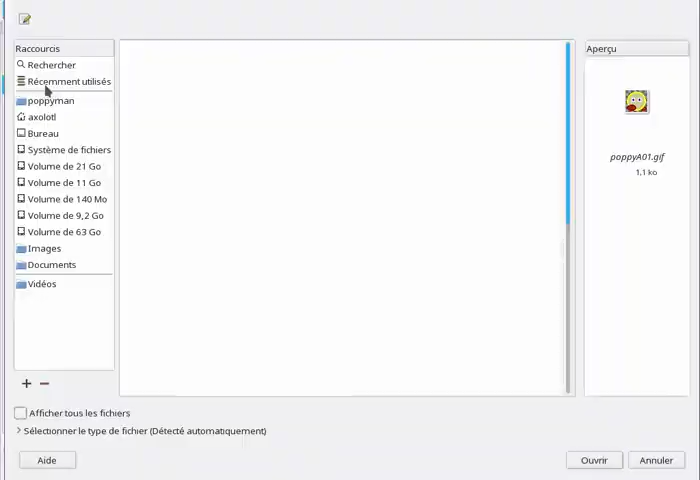 Raccourcis
Rechercher
Récemment utilisés
poppyman
axolotl
Bureau
Système de fichiers
Volume de 21 Go
Volume de 11 Go
Volume de 140 Mo
Volume de 9,2 Go
Volume de 63 Go
Images
Documents
Vidéos
Aperçu
poppyA01.gif
1,1 ko
Afficher tous les fichiers
Sélectionner le type de fichier (Détecté automatiquement)
Aide
Ouvrir
Annuler